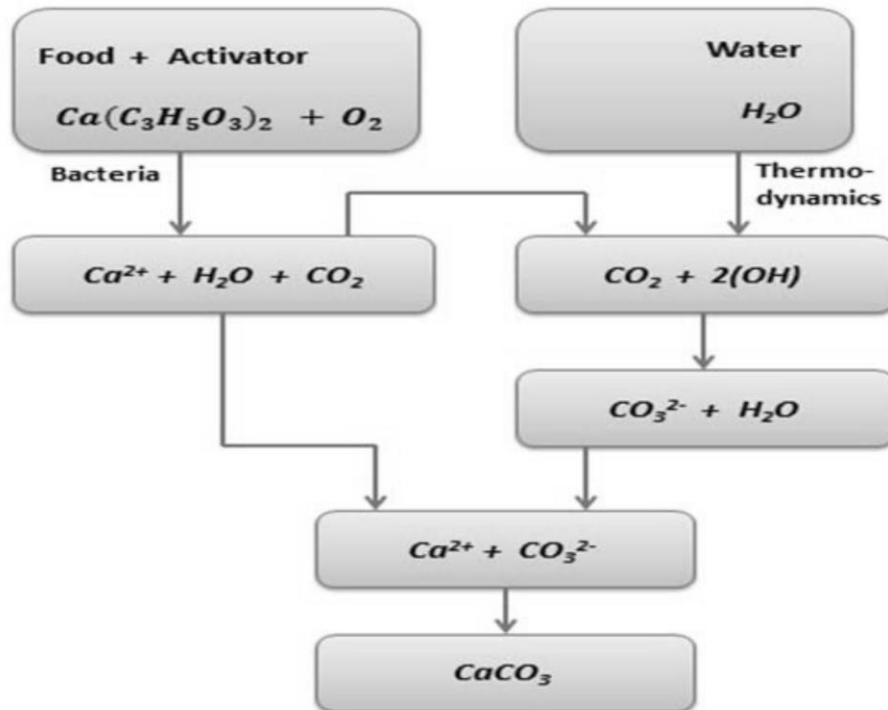 Food + Activator
Ca(C₃H₅O₃)₂ + O₂
Water
H₂O
Bacteria
Thermo-
dynamics
Ca²⁺ + H₂O + CO₂
CO₂ + 2(OH)
CO₃²⁻ + H₂O
Ca²⁺ + CO₃²⁻
CaCO₃